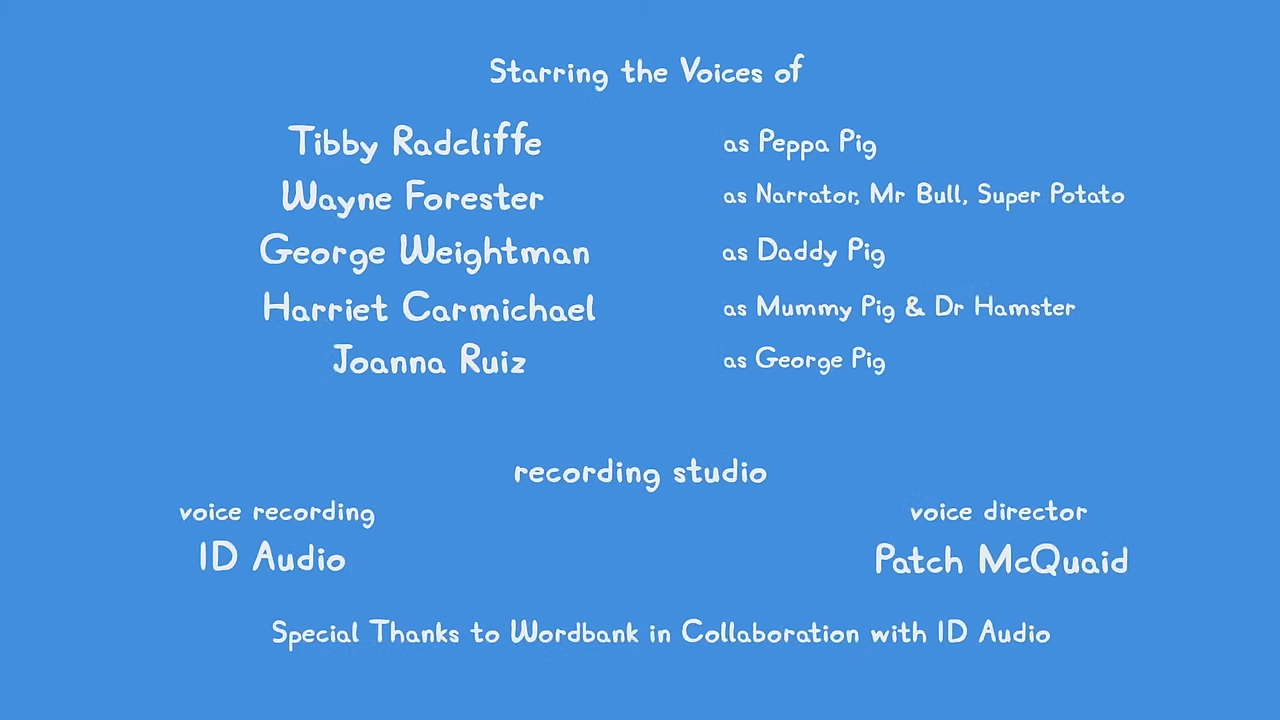 Starring the Voices of
Tibby Radcliffe as Peppa Pig
Wayne Forester as Narrator, Mr Bull, Super Potato
George Weightman as Daddy Pig
Harriet Carmichael as Mummy Pig & Dr Hamster
Joanna Ruiz as George Pig
recording studio
voice recording voice director
ID Audio Patch McQuaid
Special Thanks to Wordbank in Collaboration with ID Audio